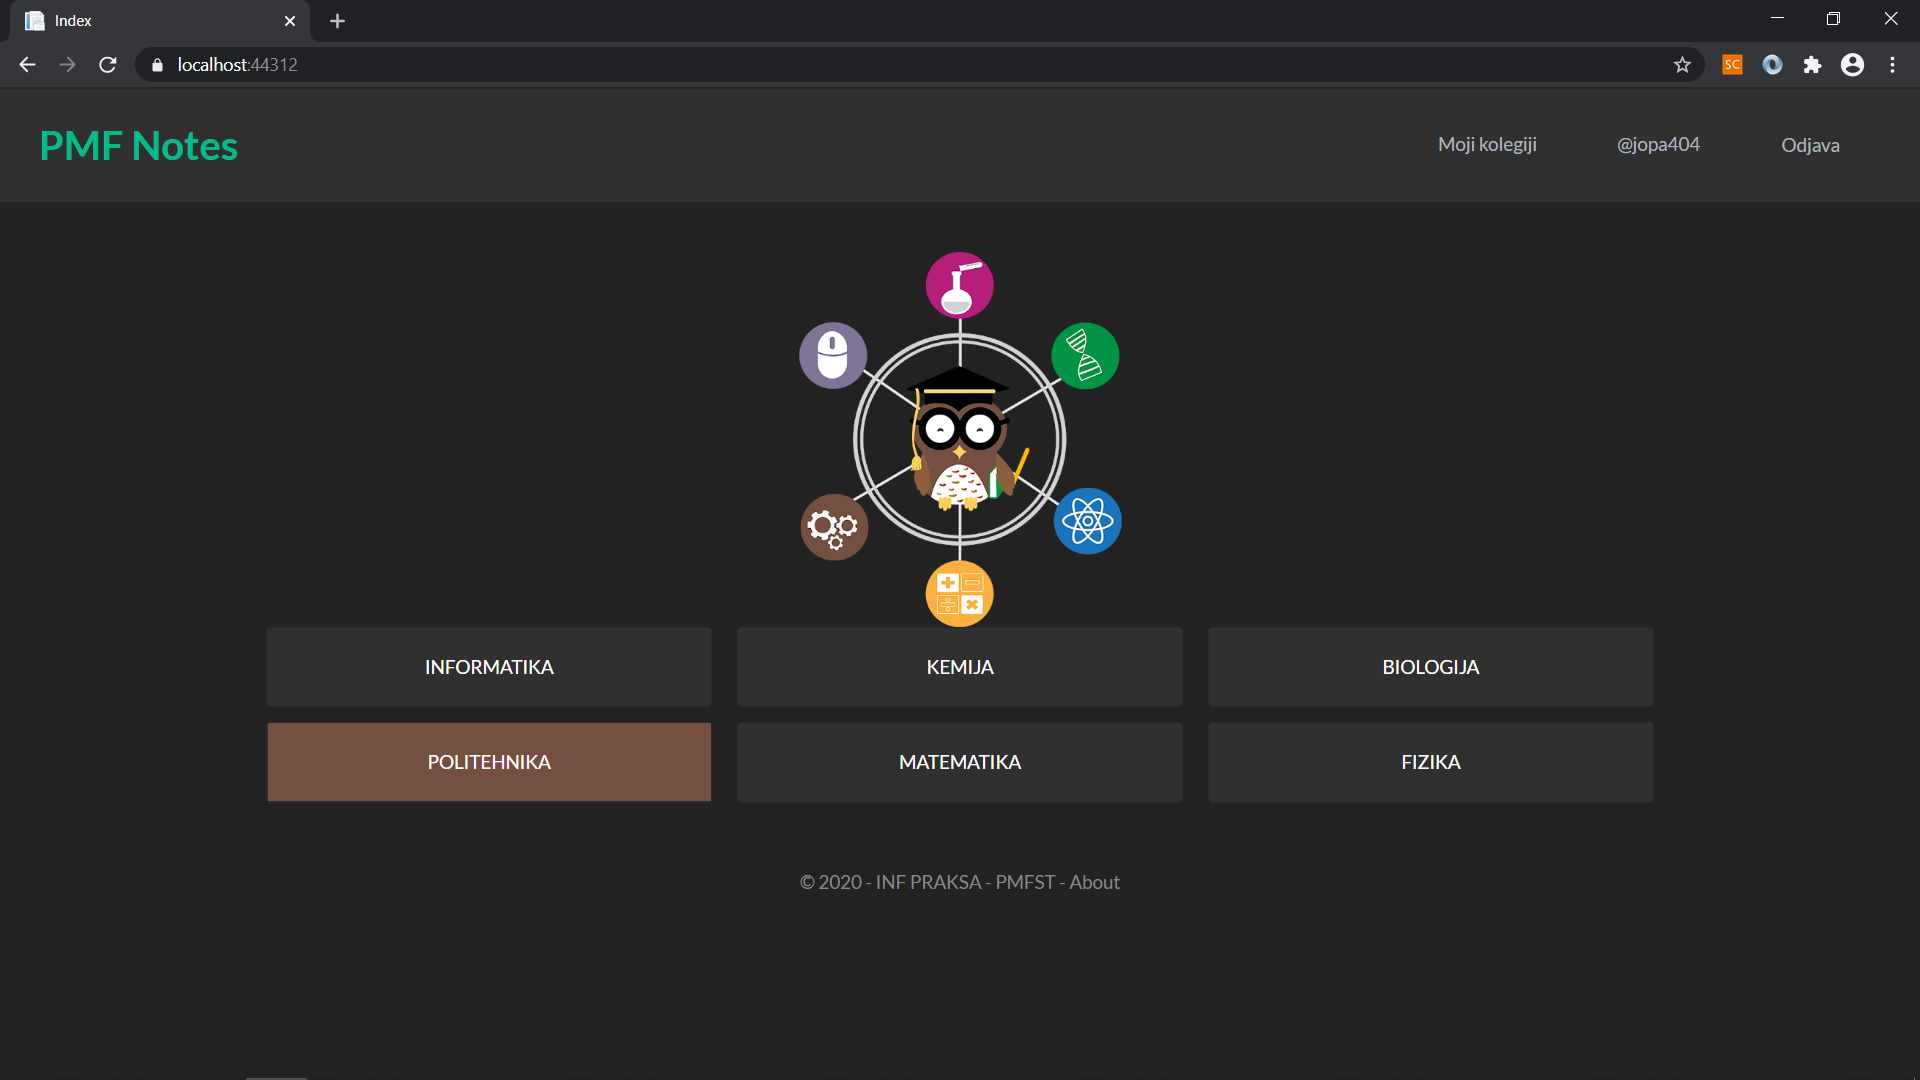 Index
localhost:44312
SC
PMF Notes
Moji kolegiji
@jopa404
Odjava
INFORMATIKA
KEMIJA
BIOLOGIJA
POLITEHNIKA
MATEMATIKA
FIZIKA
© 2020 - INF PRAKSA - PMFST - About